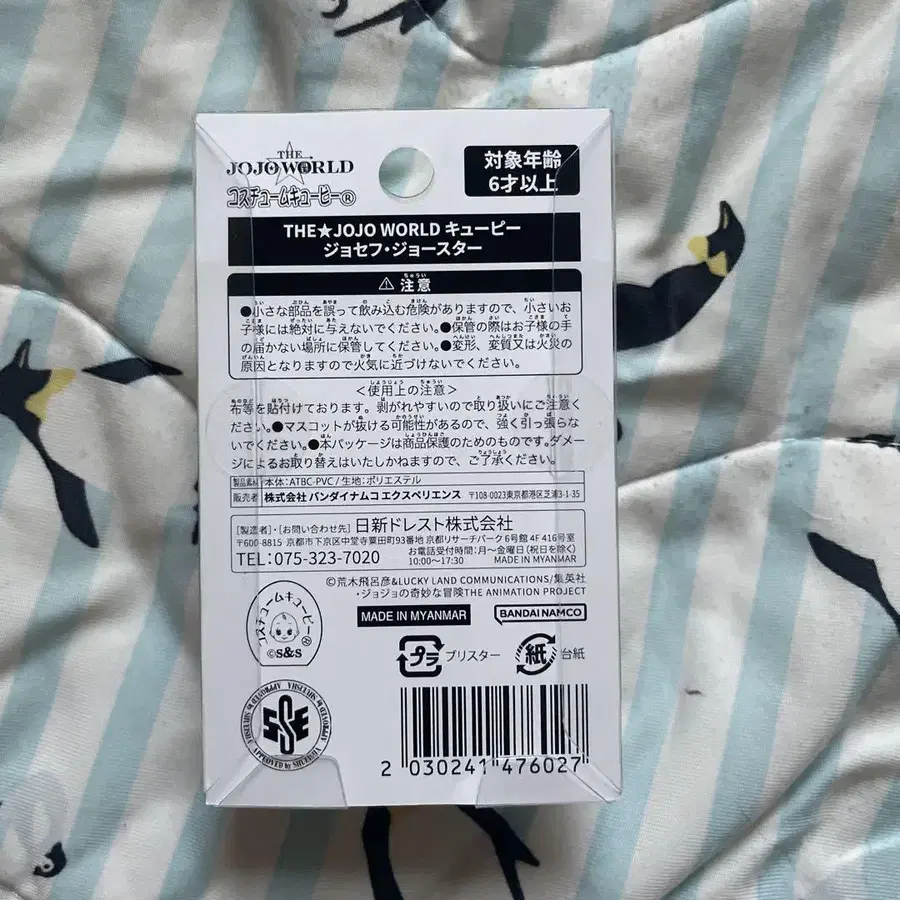 THE
JOJO WORLD
コスチュームキューピー®
対象年齢
6才以上
THE★JOJO WORLD キューピー
ジョセフ・ジョースター
⚠ 注意
●小さな部品を誤って飲み込む危険がありますので、小さいお
子様には絶対に与えないでください。●保管の際はお子様の手
の届かない場所に保管してください。●変形、変質又は火災の
原因となりますので火気に近づけないでください。
<使用上の注意>
布等を貼付けております。剥がれやすいので取り扱いにご注意く
ださい。●マスコットが抜ける可能性があるので、強く引っ張らな
いでください。●本パッケージは商品保護のためのものです。ダメー
ジによるお取り替えはいたしかねますので、ご了承ください。
製品素材 本体:ATBC-PVC/生地:ポリエステル
販売者 株式会社 バンダイナムコエクスペリエンス 〒108-0023東京都港区芝浦3-1-35
[製造者]・[お問い合わせ先] 日新ドレスト株式会社
〒600-8815 京都市下京区中堂寺粟田町93番地 京都リサーチパーク6号館 4F 416号室
TEL:075-323-7020 お電話受付時間:月〜金曜日(祝日を除く)
10:00〜17:30 MADE IN MYANMAR
©荒木飛呂彦&LUCKY LAND COMMUNICATIONS/集英社
・ジョジョの奇妙な冒険THE ANIMATION PROJECT
MADE IN MYANMAR
BANDAI NAMCO
コスチュームキューピー®
©s&s
プラ ブリスター
紙 台紙
APPROVED by SHUEISHA
SSE
2 030241 476027